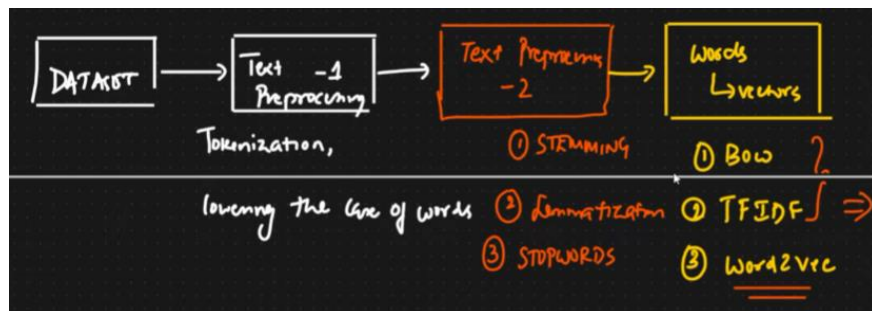 DATASET
Text -1
Preprocessing
Tokenization,
lowering the case of words
Text Preprocessing
-2
① STEMMING
② Lemmatization
③ STOPWORDS
Words
↳ vectors
① BOW
② TFIDF
③ Word2Vec